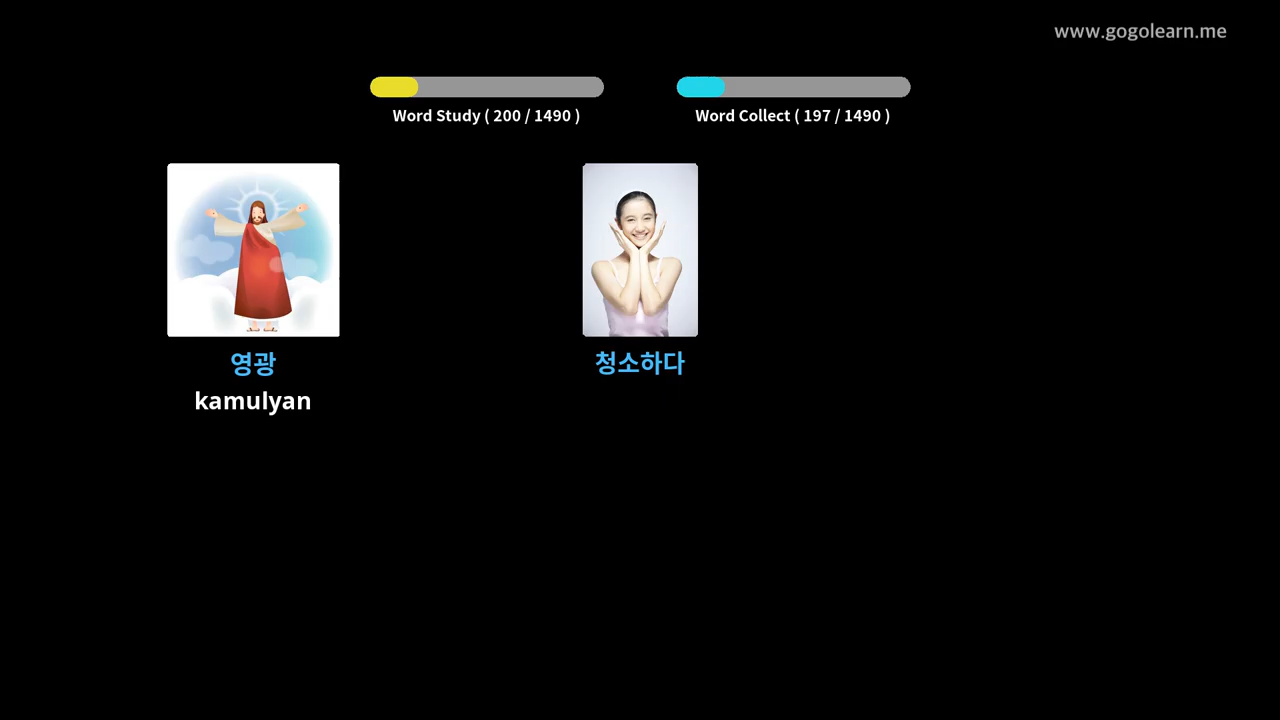 www.gogolearn.me
Word Study ( 200 / 1490 )
Word Collect ( 197 / 1490 )
영광
kamulyan
청소하다